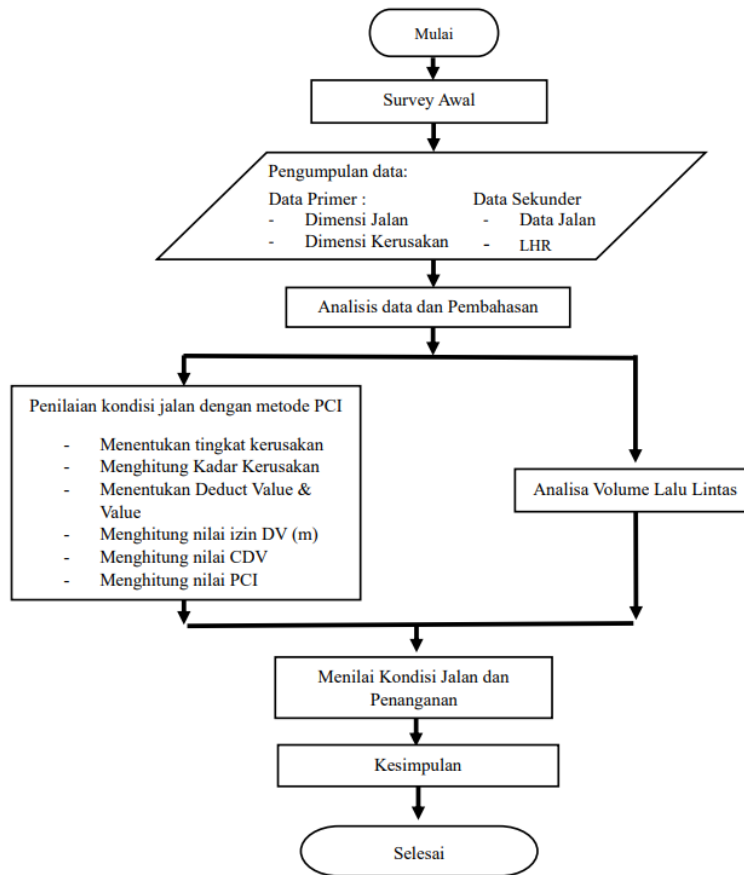 Mulai
Survey Awal
Pengumpulan data:
Data Primer :
- Dimensi Jalan
- Dimensi Kerusakan
Data Sekunder
- Data Jalan
- LHR
Analisis data dan Pembahasan
Penilaian kondisi jalan dengan metode PCI
- Menentukan tingkat kerusakan
- Menghitung Kadar Kerusakan
- Menentukan Deduct Value &
Value
- Menghitung nilai izin DV (m)
- Menghitung nilai CDV
- Menghitung nilai PCI
Analisa Volume Lalu Lintas
Menilai Kondisi Jalan dan
Penanganan
Kesimpulan
Selesai